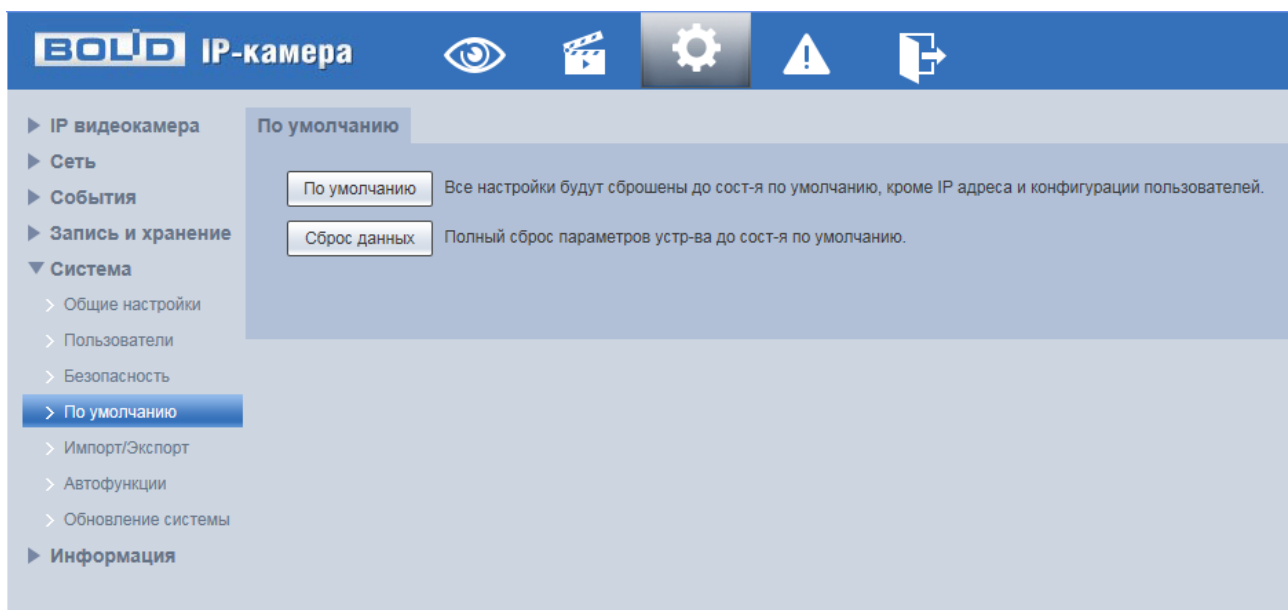 BOLID IP-камера
IP видеокамера
Сеть
События
Запись и хранение
Система
Общие настройки
Пользователи
Безопасность
По умолчанию
Импорт/Экспорт
Автофункции
Обновление системы
Информация
По умолчанию
По умолчанию Все настройки будут сброшены до сост-я по умолчанию, кроме IP адреса и конфигурации пользователей.
Сброс данных Полный сброс параметров устр-ва до сост-я по умолчанию.